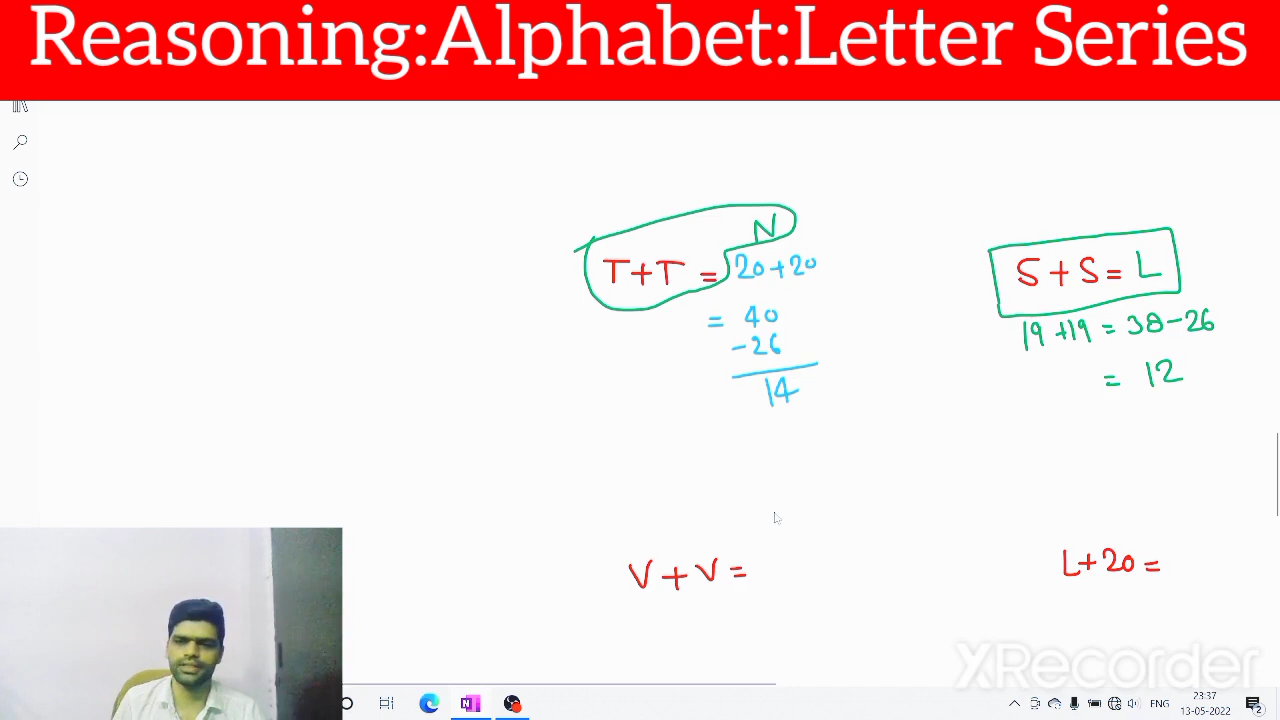 Reasoning:Alphabet:Letter Series
N
T+T = 20+20
= 40
-26
14
S+S= L
19+19 = 38-26
= 12
V+V=
L+20=
XRecorder
ENG
23:37
13-05-2022
2